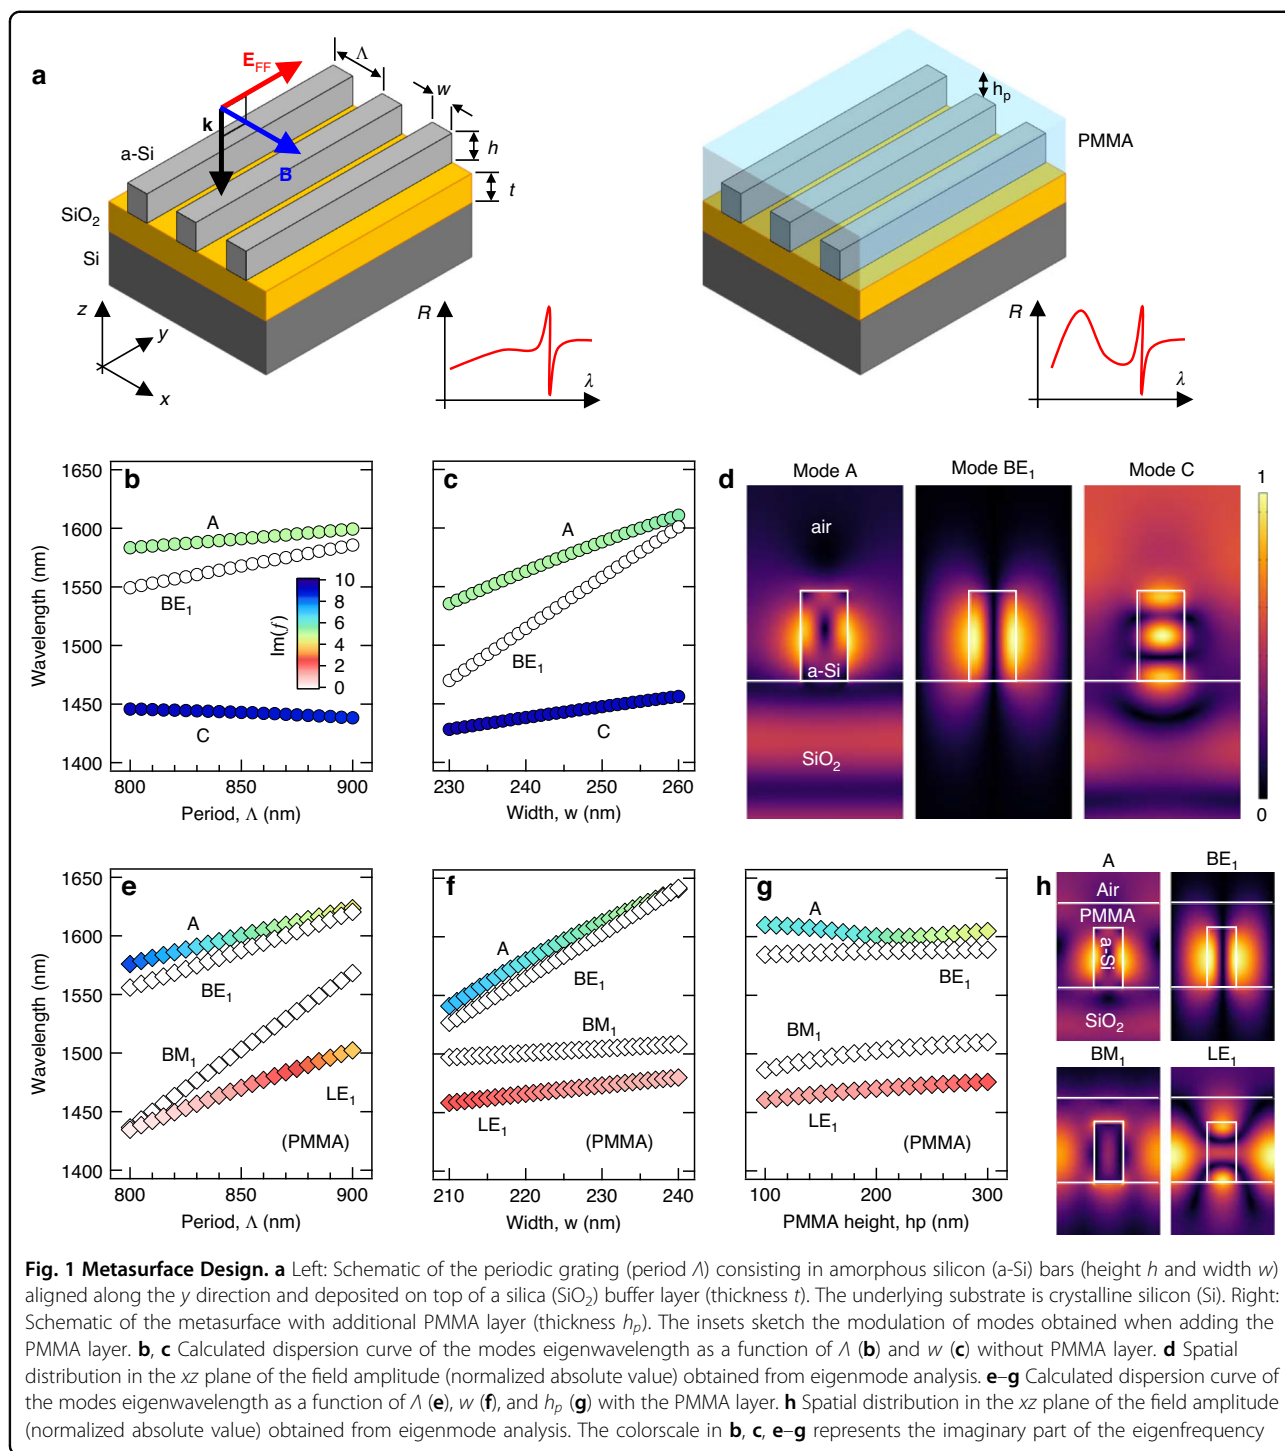 a
E_FF
Λ
w
k
a-Si
B
h
t
SiO₂
Si
z
y
x
R
λ
h_p
PMMA
R
λ
b
Wavelength (nm)
1650
1600
1550
1500
1450
1400
A
BE₁
C
Im(f)
10
8
6
4
2
0
800
850
900
Period, Λ (nm)
c
A
BE₁
C
230
240
250
260
Width, w (nm)
d
Mode A
Mode BE₁
Mode C
air
a-Si
SiO₂
1
0
e
Wavelength (nm)
1650
1600
1550
1500
1450
1400
A
BE₁
BM₁
LE₁
(PMMA)
800
850
900
Period, Λ (nm)
f
A
BE₁
BM₁
LE₁
(PMMA)
210
220
230
240
Width, w (nm)
g
A
BE₁
BM₁
LE₁
(PMMA)
100
200
300
PMMA height, hp (nm)
h
A
BE₁
Air
PMMA
a-Si
SiO₂
BM₁
LE₁
Fig. 1 Metasurface Design. a Left: Schematic of the periodic grating (period Λ) consisting in amorphous silicon (a-Si) bars (height h and width w)
aligned along the y direction and deposited on top of a silica (SiO₂) buffer layer (thickness t). The underlying substrate is crystalline silicon (Si). Right:
Schematic of the metasurface with additional PMMA layer (thickness h_p). The insets sketch the modulation of modes obtained when adding the
PMMA layer. b, c Calculated dispersion curve of the modes eigenwavelength as a function of Λ (b) and w (c) without PMMA layer. d Spatial
distribution in the xz plane of the field amplitude (normalized absolute value) obtained from eigenmode analysis. e–g Calculated dispersion curve of
the modes eigenwavelength as a function of Λ (e), w (f), and h_p (g) with the PMMA layer. h Spatial distribution in the xz plane of the field amplitude
(normalized absolute value) obtained from eigenmode analysis. The colorscale in b, c, e–g represents the imaginary part of the eigenfrequency